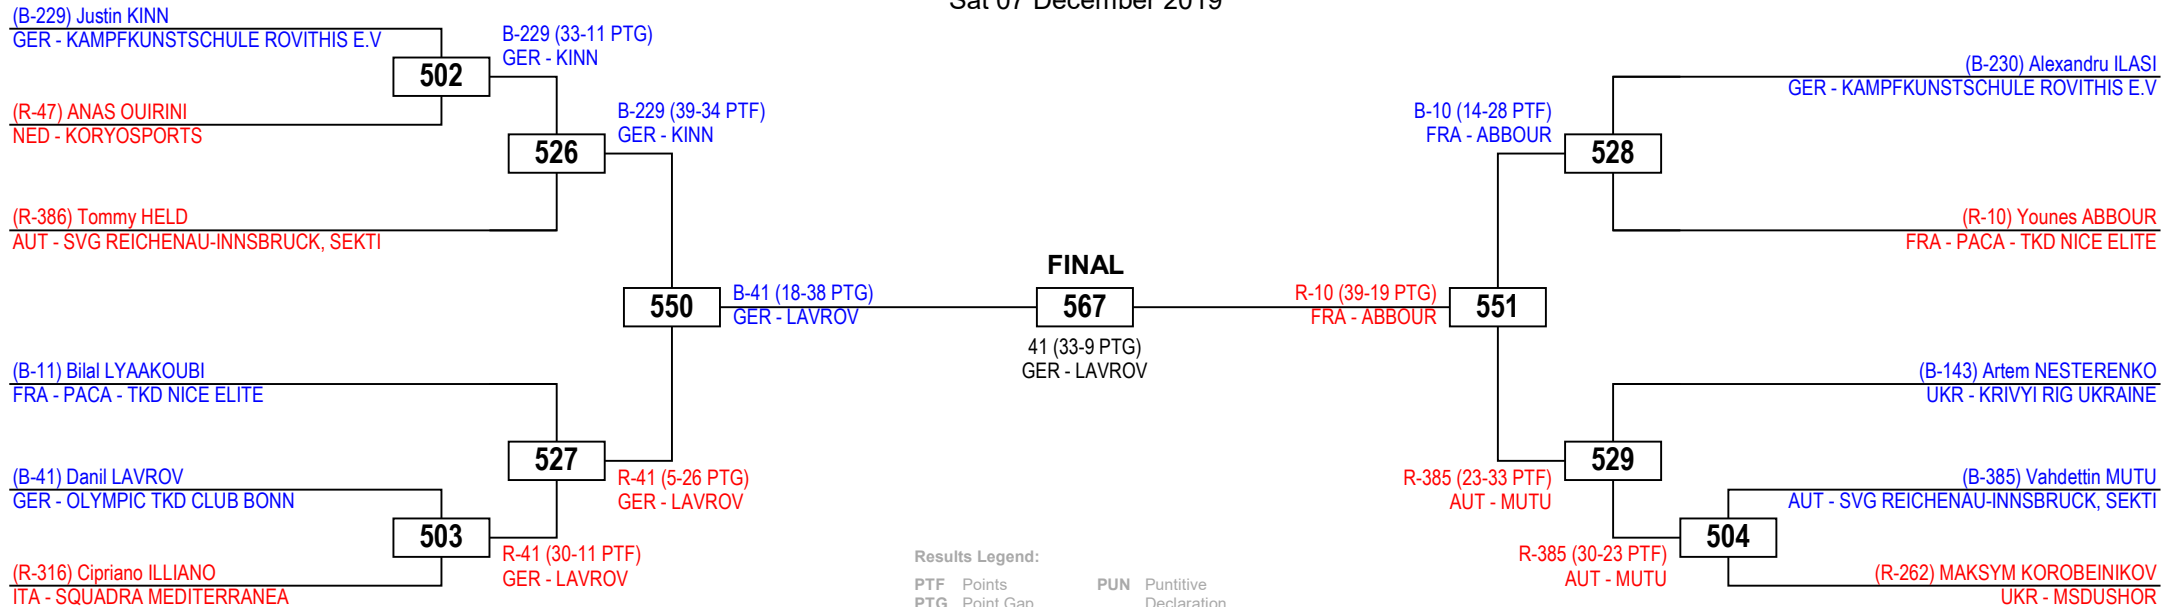 Sat 07 December 2019
(B-229) Justin KINN
GER - KAMPFKUNSTSCHULE ROVITHIS E.V
B-229 (33-11 PTG)
GER - KINN
502
(R-47) ANAS OUIRINI
NED - KORYOSPORTS
B-229 (39-34 PTF)
GER - KINN
526
(R-386) Tommy HELD
AUT - SVG REICHENAU-INNSBRUCK, SEKTI
550
B-41 (18-38 PTG)
GER - LAVROV
(B-11) Bilal LYAAKOUBI
FRA - PACA - TKD NICE ELITE
527
R-41 (5-26 PTG)
GER - LAVROV
(B-41) Danil LAVROV
GER - OLYMPIC TKD CLUB BONN
503
R-41 (30-11 PTF)
GER - LAVROV
(R-316) Cipriano ILLIANO
ITA - SQUADRA MEDITERRANEA
FINAL
567
41 (33-9 PTG)
GER - LAVROV
(B-230) Alexandru ILASI
GER - KAMPFKUNSTSCHULE ROVITHIS E.V
B-10 (14-28 PTF)
FRA - ABBOUR
528
(R-10) Younes ABBOUR
FRA - PACA - TKD NICE ELITE
R-10 (39-19 PTG)
FRA - ABBOUR
551
(B-143) Artem NESTERENKO
UKR - KRIVYI RIG UKRAINE
529
R-385 (23-33 PTF)
AUT - MUTU
(B-385) Vahdettin MUTU
AUT - SVG REICHENAU-INNSBRUCK, SEKTI
504
R-385 (30-23 PTF)
AUT - MUTU
(R-262) MAKSYM KOROBEINIKOV
UKR - MSDUSHOR
Results Legend:
PTF Points PUN Puntitive
PTG Point Gap Declaration